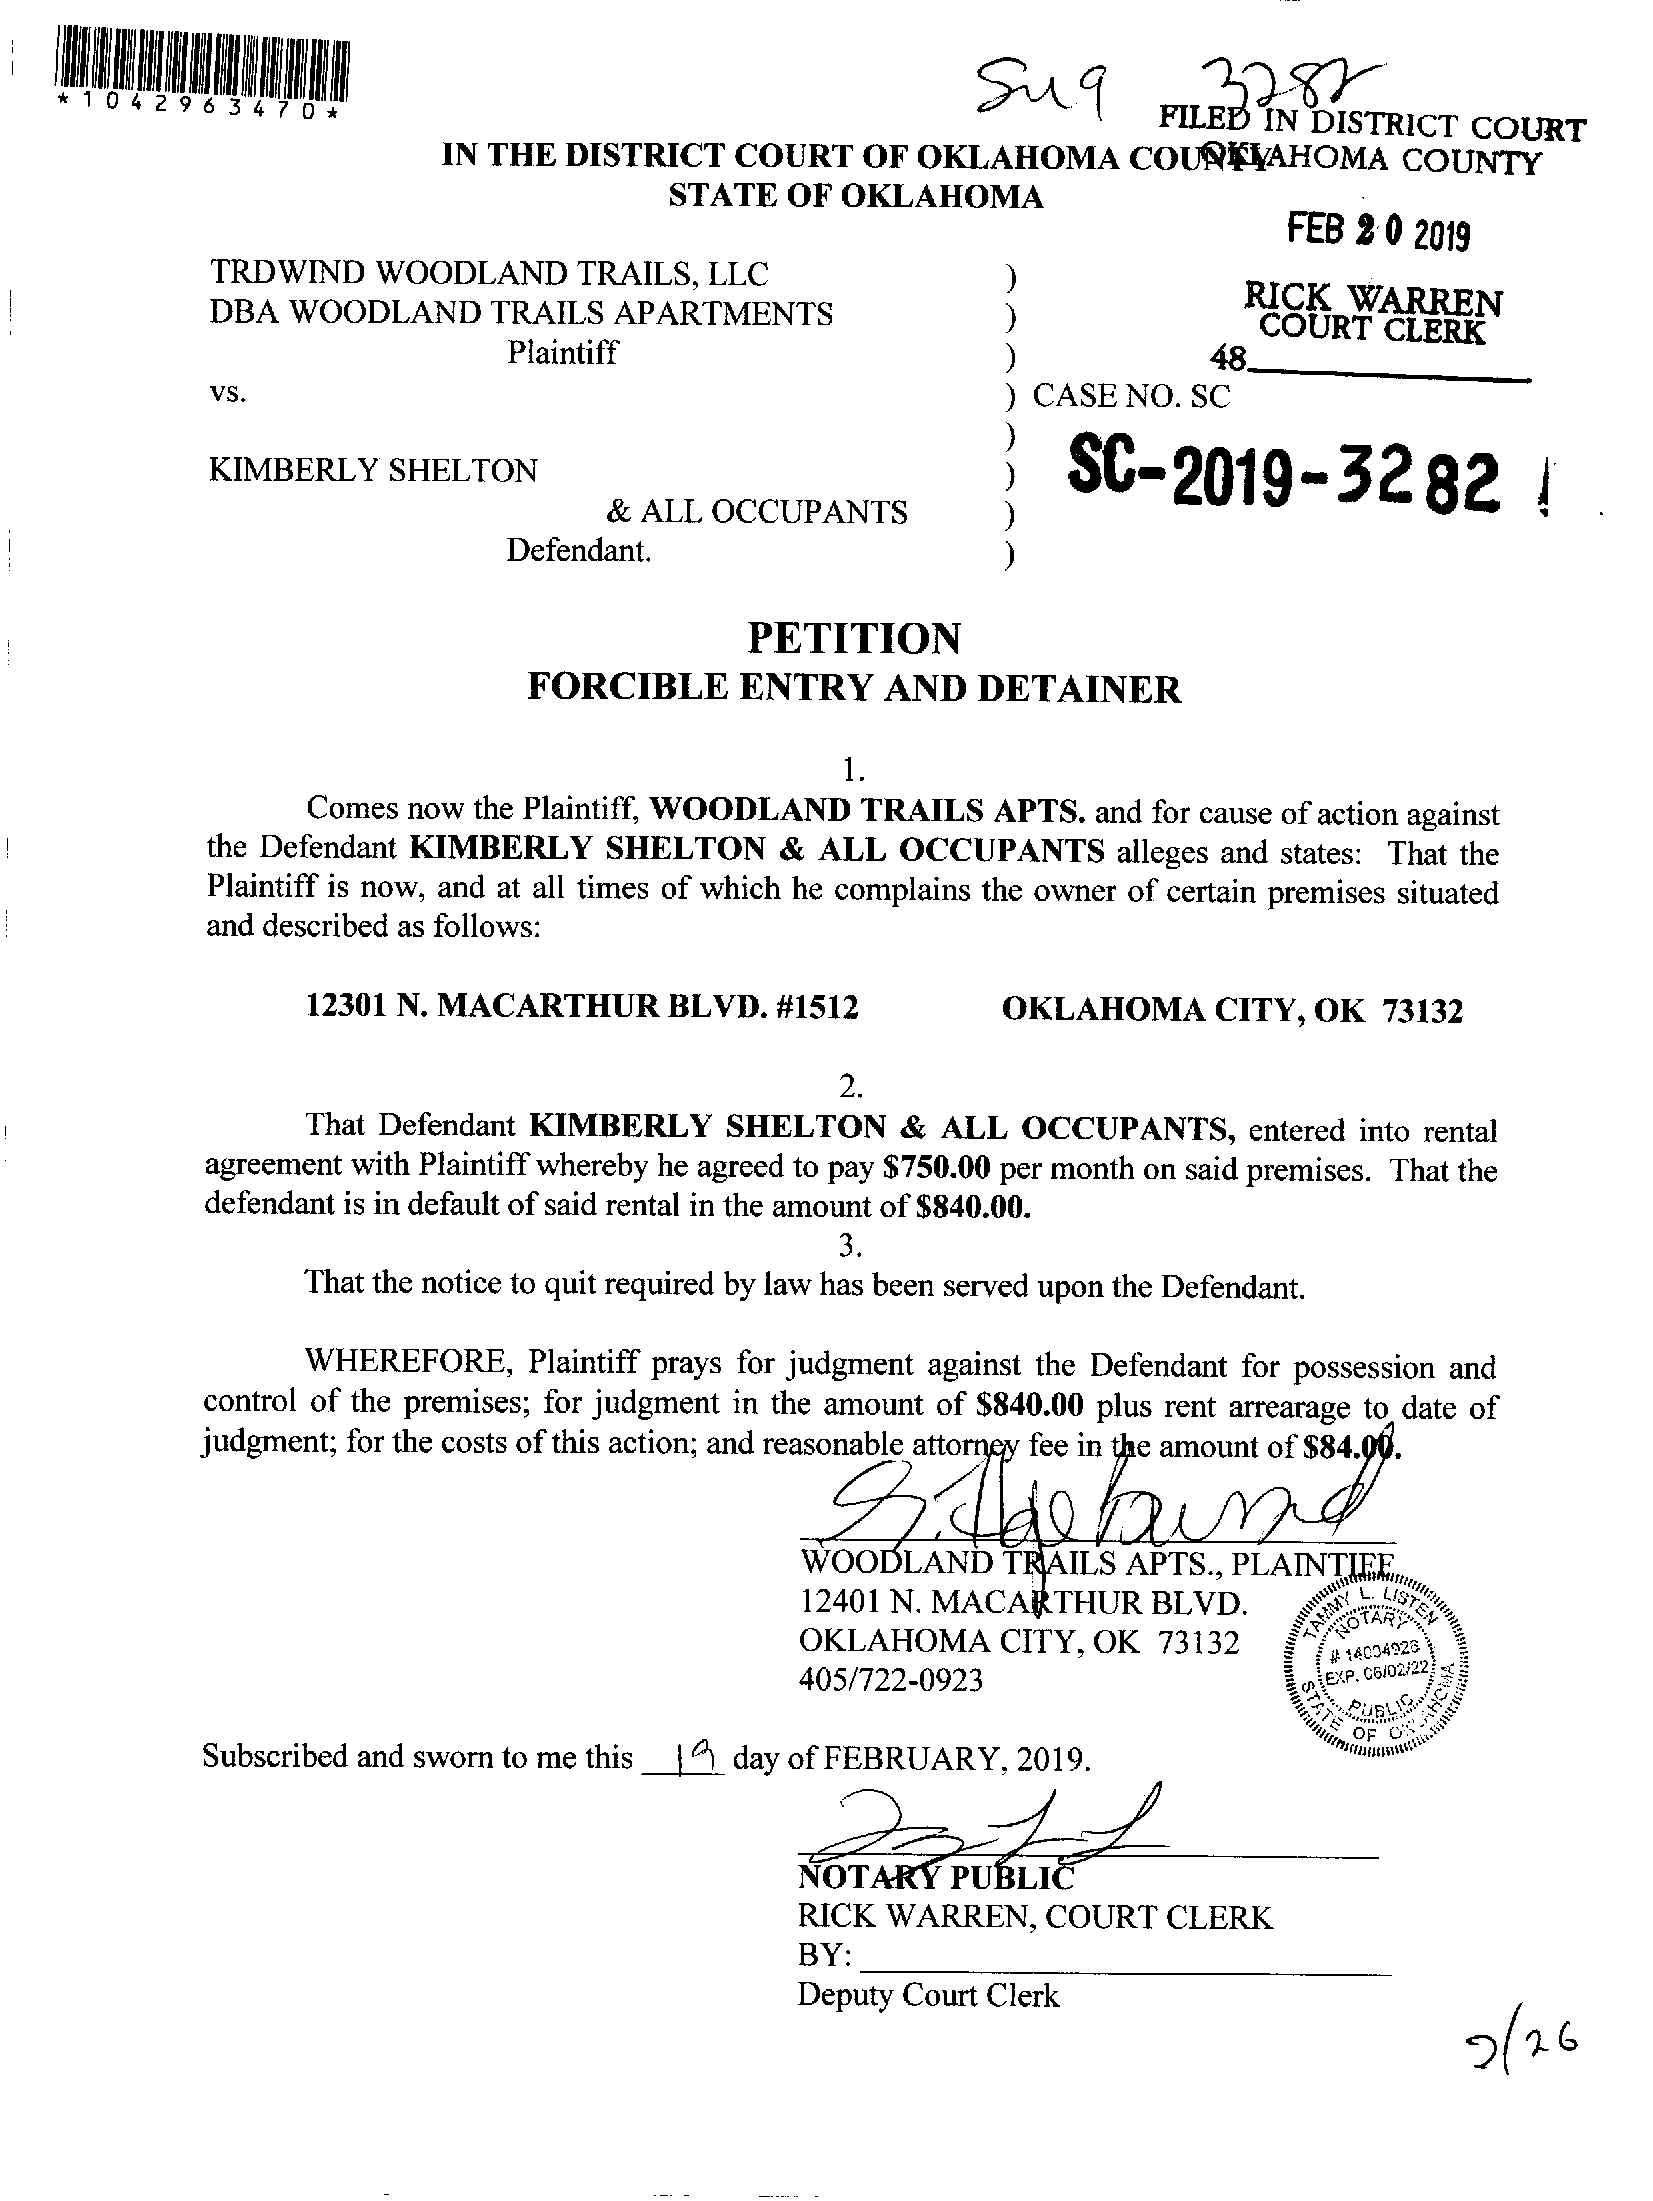 *1042963470*
3282
FILED IN DISTRICT COURT
OKLAHOMA COUNTY
IN THE DISTRICT COURT OF OKLAHOMA COUNTY
STATE OF OKLAHOMA
FEB 20 2019
RICK WARREN
COURT CLERK
48
TRDWIND WOODLAND TRAILS, LLC )
DBA WOODLAND TRAILS APARTMENTS )
Plaintiff )
vs. ) CASE NO. SC
)
KIMBERLY SHELTON ) SC-2019-3282
& ALL OCCUPANTS )
Defendant. )
PETITION
FORCIBLE ENTRY AND DETAINER
1.
Comes now the Plaintiff, WOODLAND TRAILS APTS. and for cause of action against
the Defendant KIMBERLY SHELTON & ALL OCCUPANTS alleges and states: That the
Plaintiff is now, and at all times of which he complains the owner of certain premises situated
and described as follows:
12301 N. MACARTHUR BLVD. #1512 OKLAHOMA CITY, OK 73132
2.
That Defendant KIMBERLY SHELTON & ALL OCCUPANTS, entered into rental
agreement with Plaintiff whereby he agreed to pay $750.00 per month on said premises. That the
defendant is in default of said rental in the amount of $840.00.
3.
That the notice to quit required by law has been served upon the Defendant.
WHEREFORE, Plaintiff prays for judgment against the Defendant for possession and
control of the premises; for judgment in the amount of $840.00 plus rent arrearage to date of
judgment; for the costs of this action; and reasonable attorney fee in the amount of $84.00.
WOODLAND TRAILS APTS., PLAINTIFF
12401 N. MACARTHUR BLVD.
OKLAHOMA CITY, OK 73132
405/722-0923
TAMMY L. LISTEN
NOTARY
# 14004926
EXP. 06/02/22
PUBLIC
STATE OF OKLAHOMA
Subscribed and sworn to me this 19 day of FEBRUARY, 2019.
NOTARY PUBLIC
RICK WARREN, COURT CLERK
BY:
Deputy Court Clerk
2/26